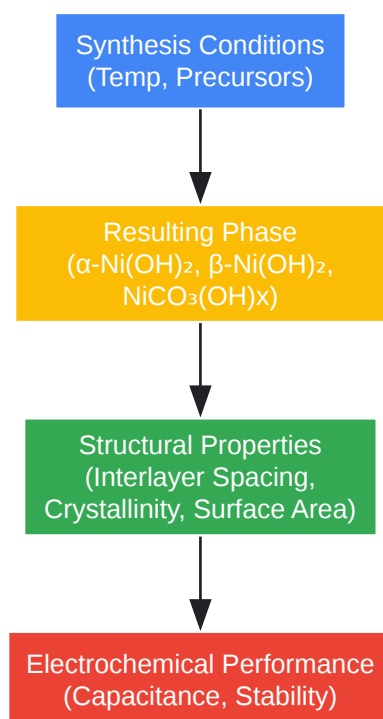 Synthesis Conditions
(Temp, Precursors)
Resulting Phase
(α-Ni(OH)₂, β-Ni(OH)₂,
NiCO₃(OH)x)
Structural Properties
(Interlayer Spacing,
Crystallinity, Surface Area)
Electrochemical Performance
(Capacitance, Stability)